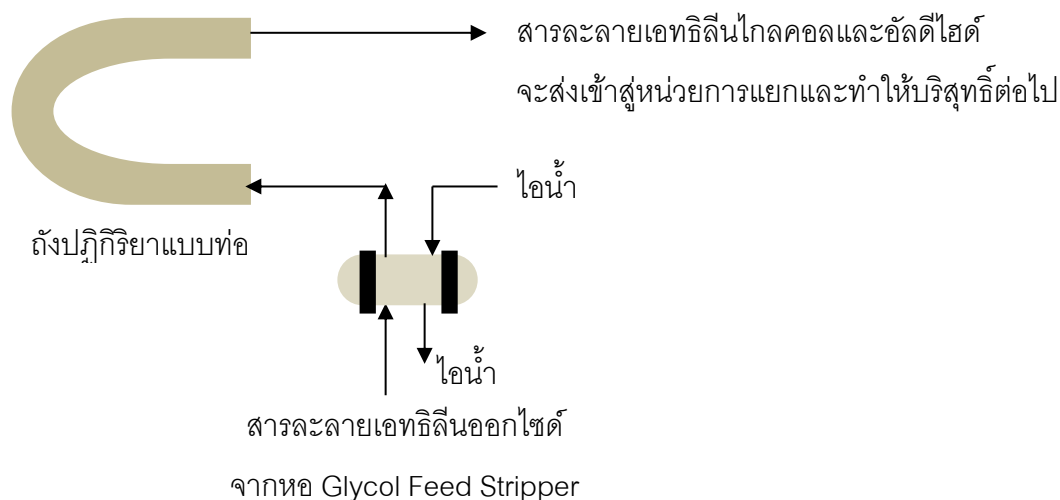 สารละลายเอทธิลีนไกลคอลและอัลดีไฮด์
จะส่งเข้าสู่หน่วยการแยกและทำให้บริสุทธิ์ต่อไป
ไอน้ำ
ถังปฏิกิริยาแบบท่อ
ไอน้ำ
สารละลายเอทธิลีนออกไซด์
จากหอ Glycol Feed Stripper